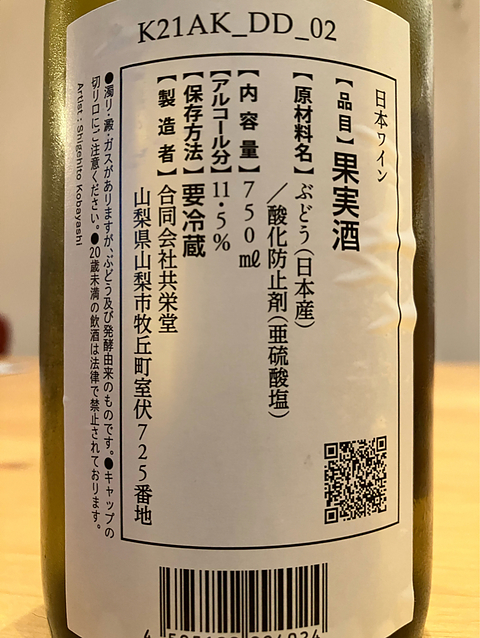 K21AK_DD_02
日本ワイン
【品目】果実酒
【原材料名】ぶどう(日本産)
／酸化防止剤(亜硫酸塩)
【内容量】750㎖
【アルコール分】11・5%
【保存方法】要冷蔵
【製造者】合同会社共栄堂
山梨県山梨市牧丘町室伏725番地
●濁り・澱・ガスがありますが、ぶどう及び発酵由来のものです。●キャップの
切り口にご注意ください。●20歳未満の飲酒は法律で禁止されております。
Artist : Shigehito Kobayashi